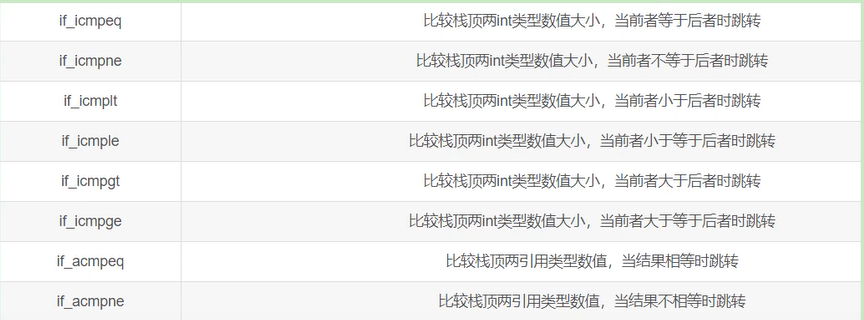 if_icmpeq 比较栈顶两int类型数值大小，当前者等于后者时跳转
if_icmpne 比较栈顶两int类型数值大小，当前者不等于后者时跳转
if_icmplt 比较栈顶两int类型数值大小，当前者小于后者时跳转
if_icmple 比较栈顶两int类型数值大小，当前者小于等于后者时跳转
if_icmpgt 比较栈顶两int类型数值大小，当前者大于后者时跳转
if_icmpge 比较栈顶两int类型数值大小，当前者大于等于后者时跳转
if_acmpeq 比较栈顶两引用类型数值，当结果相等时跳转
if_acmpne 比较栈顶两引用类型数值，当结果不相等时跳转